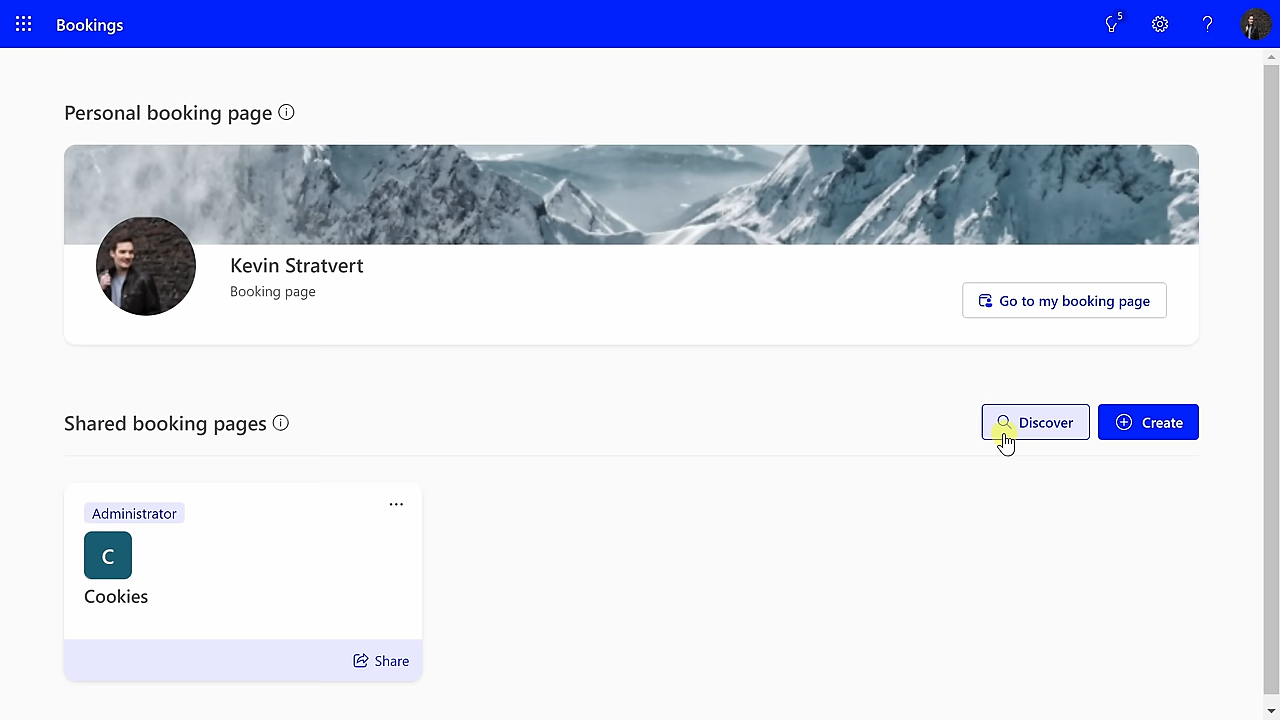 Bookings
5
Personal booking page
Kevin Stratvert
Booking page
Go to my booking page
Shared booking pages
Discover
Create
Administrator
C
Cookies
Share